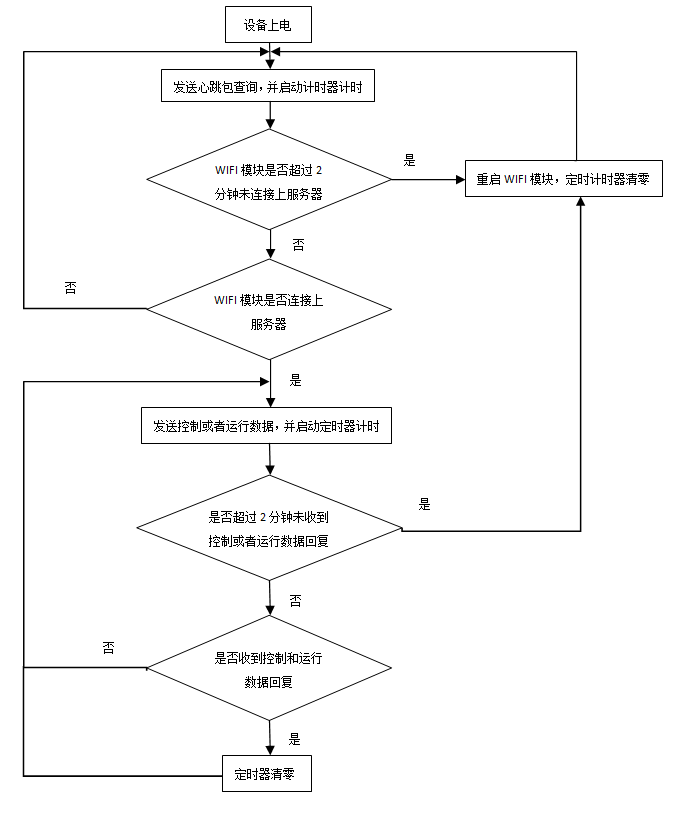 设备上电
发送心跳包查询，并启动计时器计时
WIFI 模块是否超过 2
分钟未连接上服务器
是
重启 WIFI 模块，定时计时器清零
否
WIFI 模块是否连接上
服务器
否
是
发送控制或者运行数据，并启动定时器计时
是否超过 2 分钟未收到
控制或者运行数据回复
是
否
是否收到控制和运行
数据回复
否
是
定时器清零